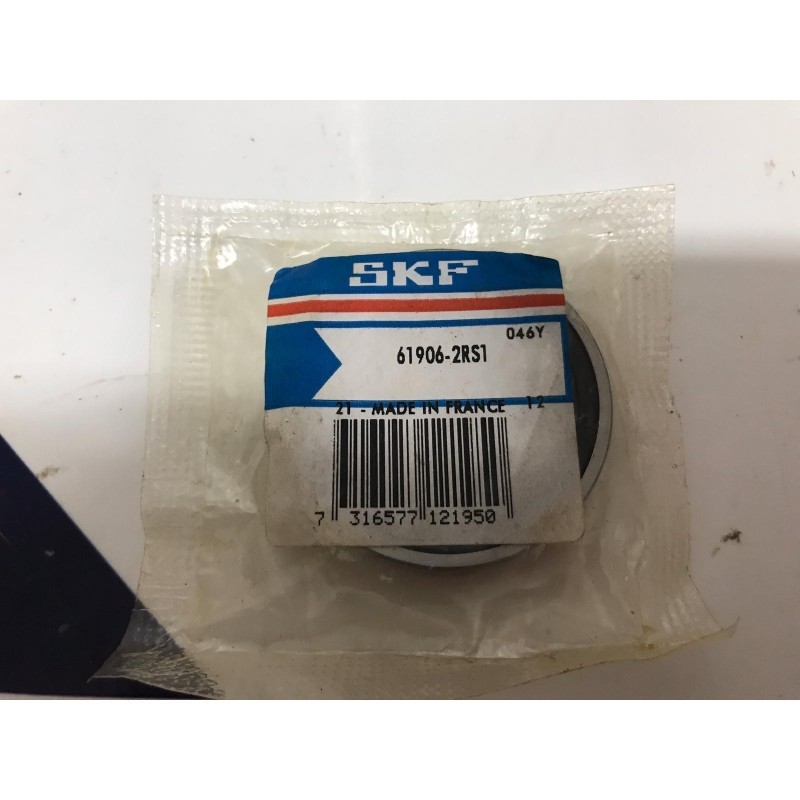 SKF
046Y
61906-2RS1
21 - MADE IN FRANCE 12
7 316577 121950